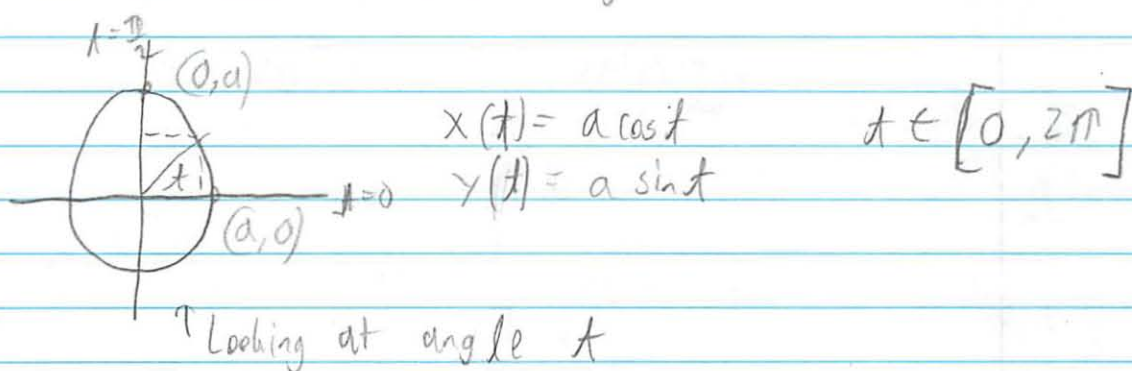 t = π/2
(0, a)
x(t) = a cos t
t ∈ [0, 2π]
t
t=0
y(t) = a sin t
(a, 0)
↑ Looking at angle t